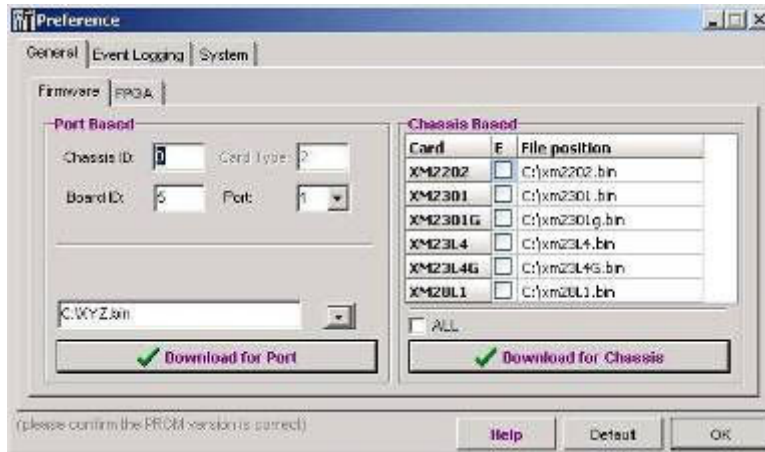 Preference
General Event Logging System
Firmware FPGA
Port Based
Chassis ID: 0 Card Type: 2
Board ID: 5 Port: 1
C:\XYZ.bin
Download for Port
Chassis Based
Card E File position
XM2202 C:\xm2202.bin
XM2301 C:\xm2301.bin
XM2301G C:\xm2301g.bin
XM23L4 C:\xm23L4.bin
XM23L4G C:\xm23L4G.bin
XM28L1 C:\xm28L1.bin
ALL
Download for Chassis
(please confirm the PROM version is correct)
Help Default OK